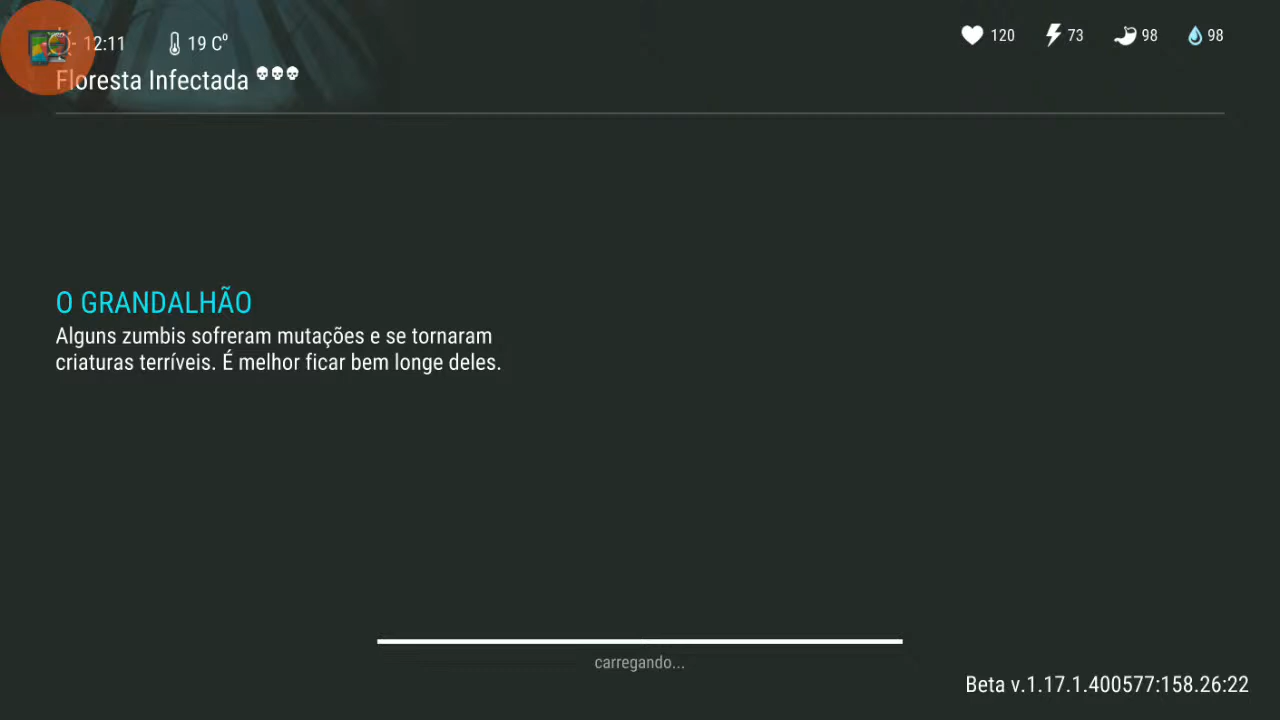 12:11 19 Cº
120 73 98 98
Floresta Infectada
O GRANDALHÃO
Alguns zumbis sofreram mutações e se tornaram
criaturas terríveis. É melhor ficar bem longe deles.
carregando...
Beta v.1.17.1.400577:158.26:22